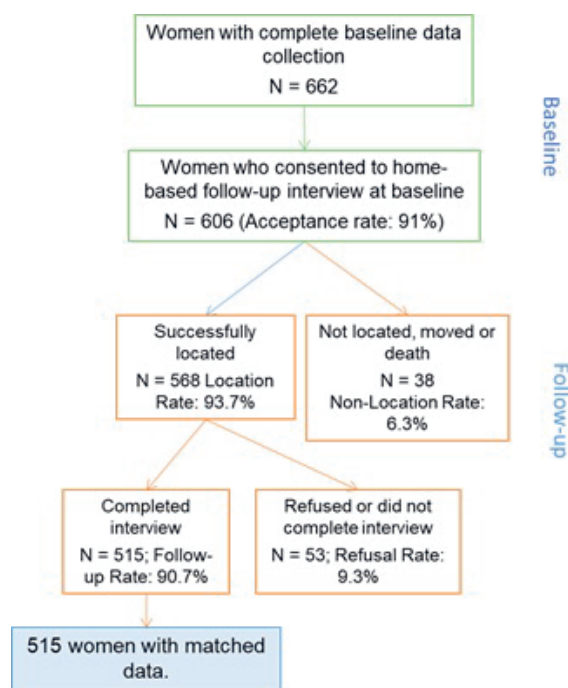 Women with complete baseline data
collection
N = 662
Baseline
Women who consented to home-
based follow-up interview at baseline
N = 606 (Acceptance rate: 91%)
Successfully
located
N = 568 Location
Rate: 93.7%
Not located, moved or
death
N = 38
Non-Location Rate:
6.3%
Follow-up
Completed
interview
N = 515; Follow-
up Rate: 90.7%
Refused or did not
complete interview
N = 53; Refusal Rate:
9.3%
515 women with matched
data.